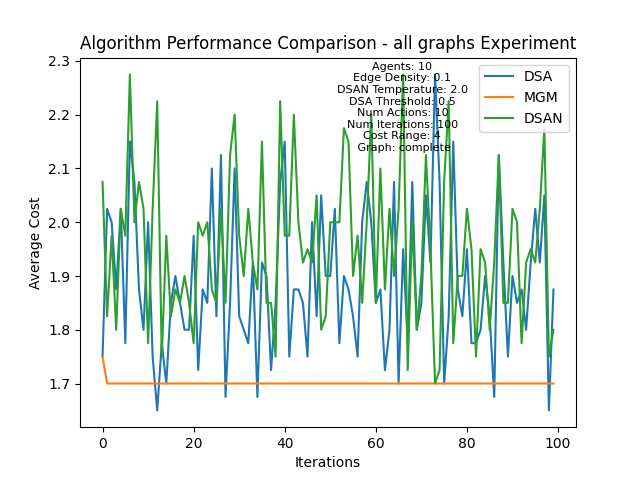 Algorithm Performance Comparison - all graphs Experiment
Agents: 10
Edge Density: 0.1
DSAN Temperature: 2.0
DSA Threshold: 0.5
Num Actions: 10
Num Iterations: 100
Cost Range: 4
Graph: complete
DSA
MGM
DSAN
Average Cost
2.3
2.2
2.1
2.0
1.9
1.8
1.7
0
20
40
60
80
100
Iterations